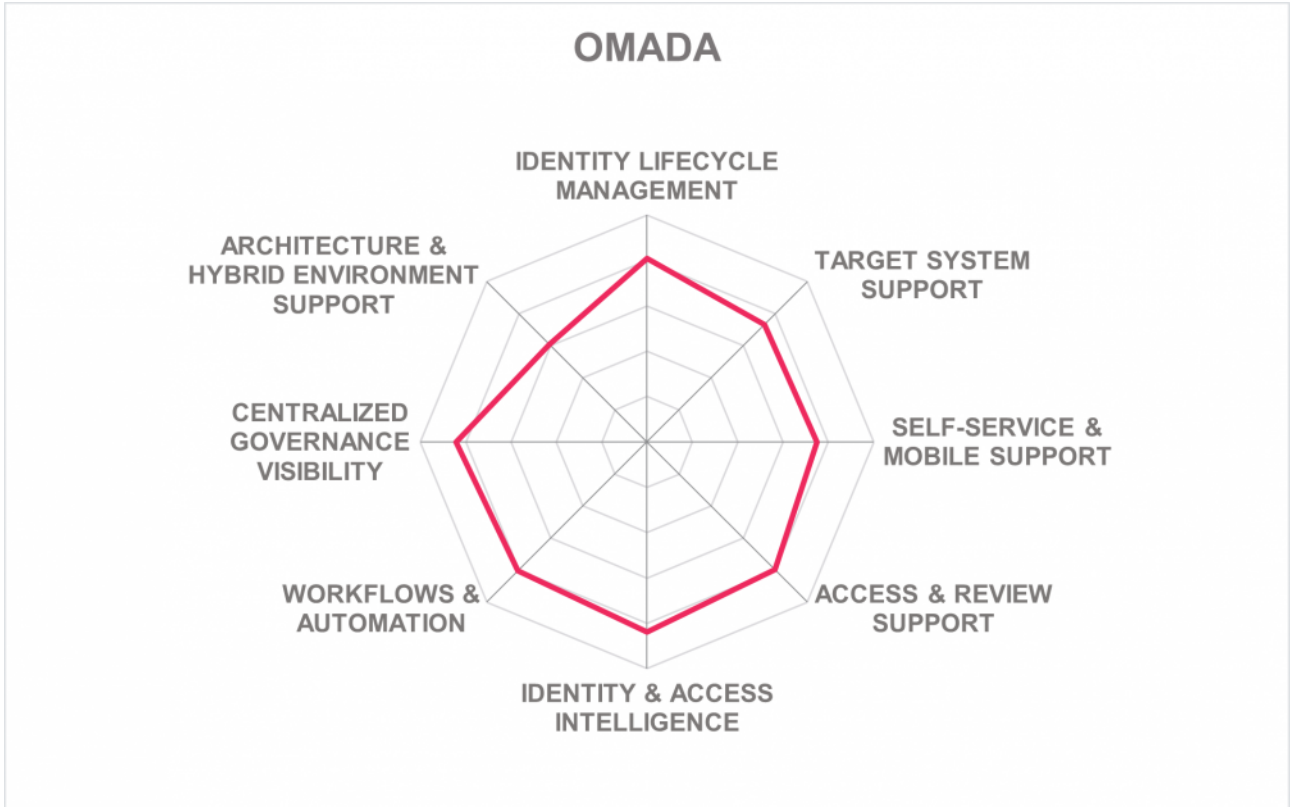 OMADA
IDENTITY LIFECYCLE
MANAGEMENT
TARGET SYSTEM
SUPPORT
SELF-SERVICE &
MOBILE SUPPORT
ACCESS & REVIEW
SUPPORT
IDENTITY & ACCESS
INTELLIGENCE
WORKFLOWS &
AUTOMATION
CENTRALIZED
GOVERNANCE
VISIBILITY
ARCHITECTURE &
HYBRID ENVIRONMENT
SUPPORT